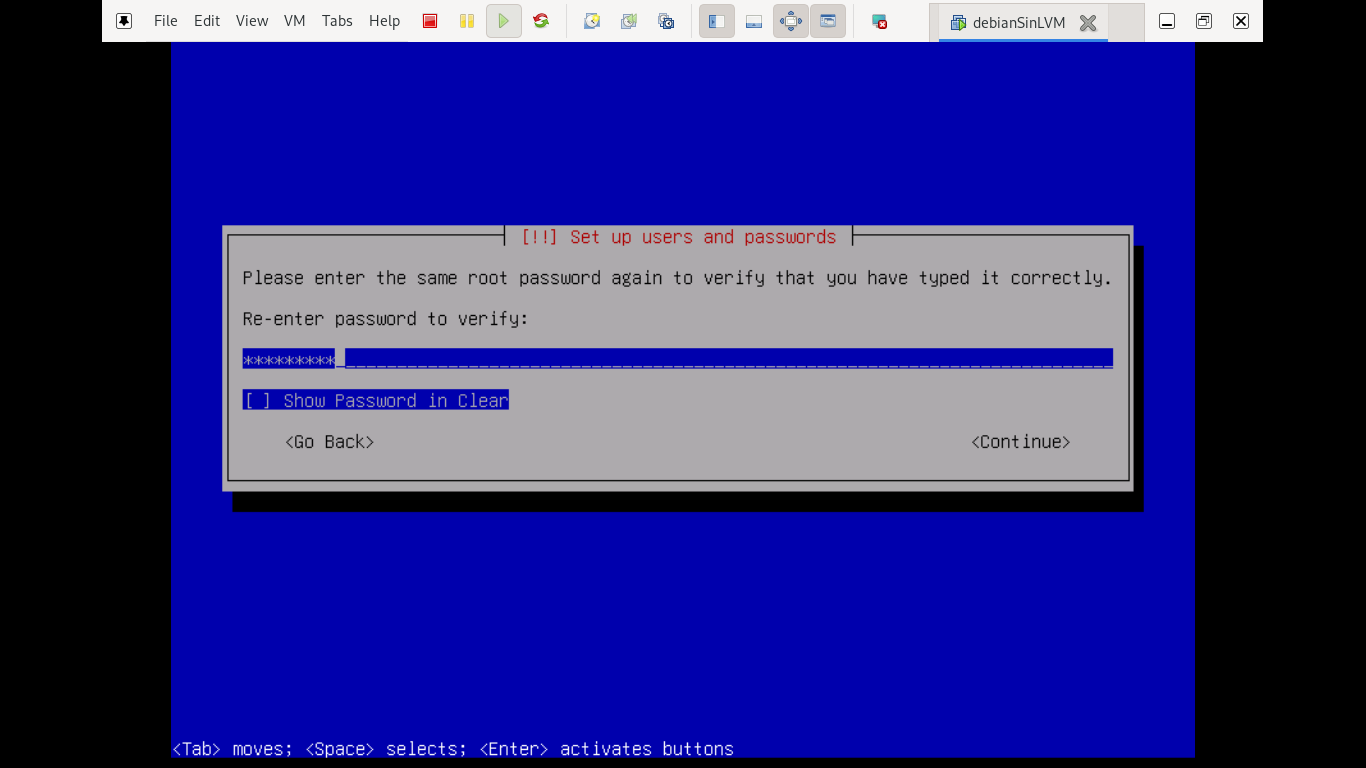 File Edit View VM Tabs Help debianSinLVM
[!!] Set up users and passwords
Please enter the same root password again to verify that you have typed it correctly.
Re-enter password to verify:
*********
[ ] Show Password in Clear
<Go Back> <Continue>
<Tab> moves; <Space> selects; <Enter> activates buttons